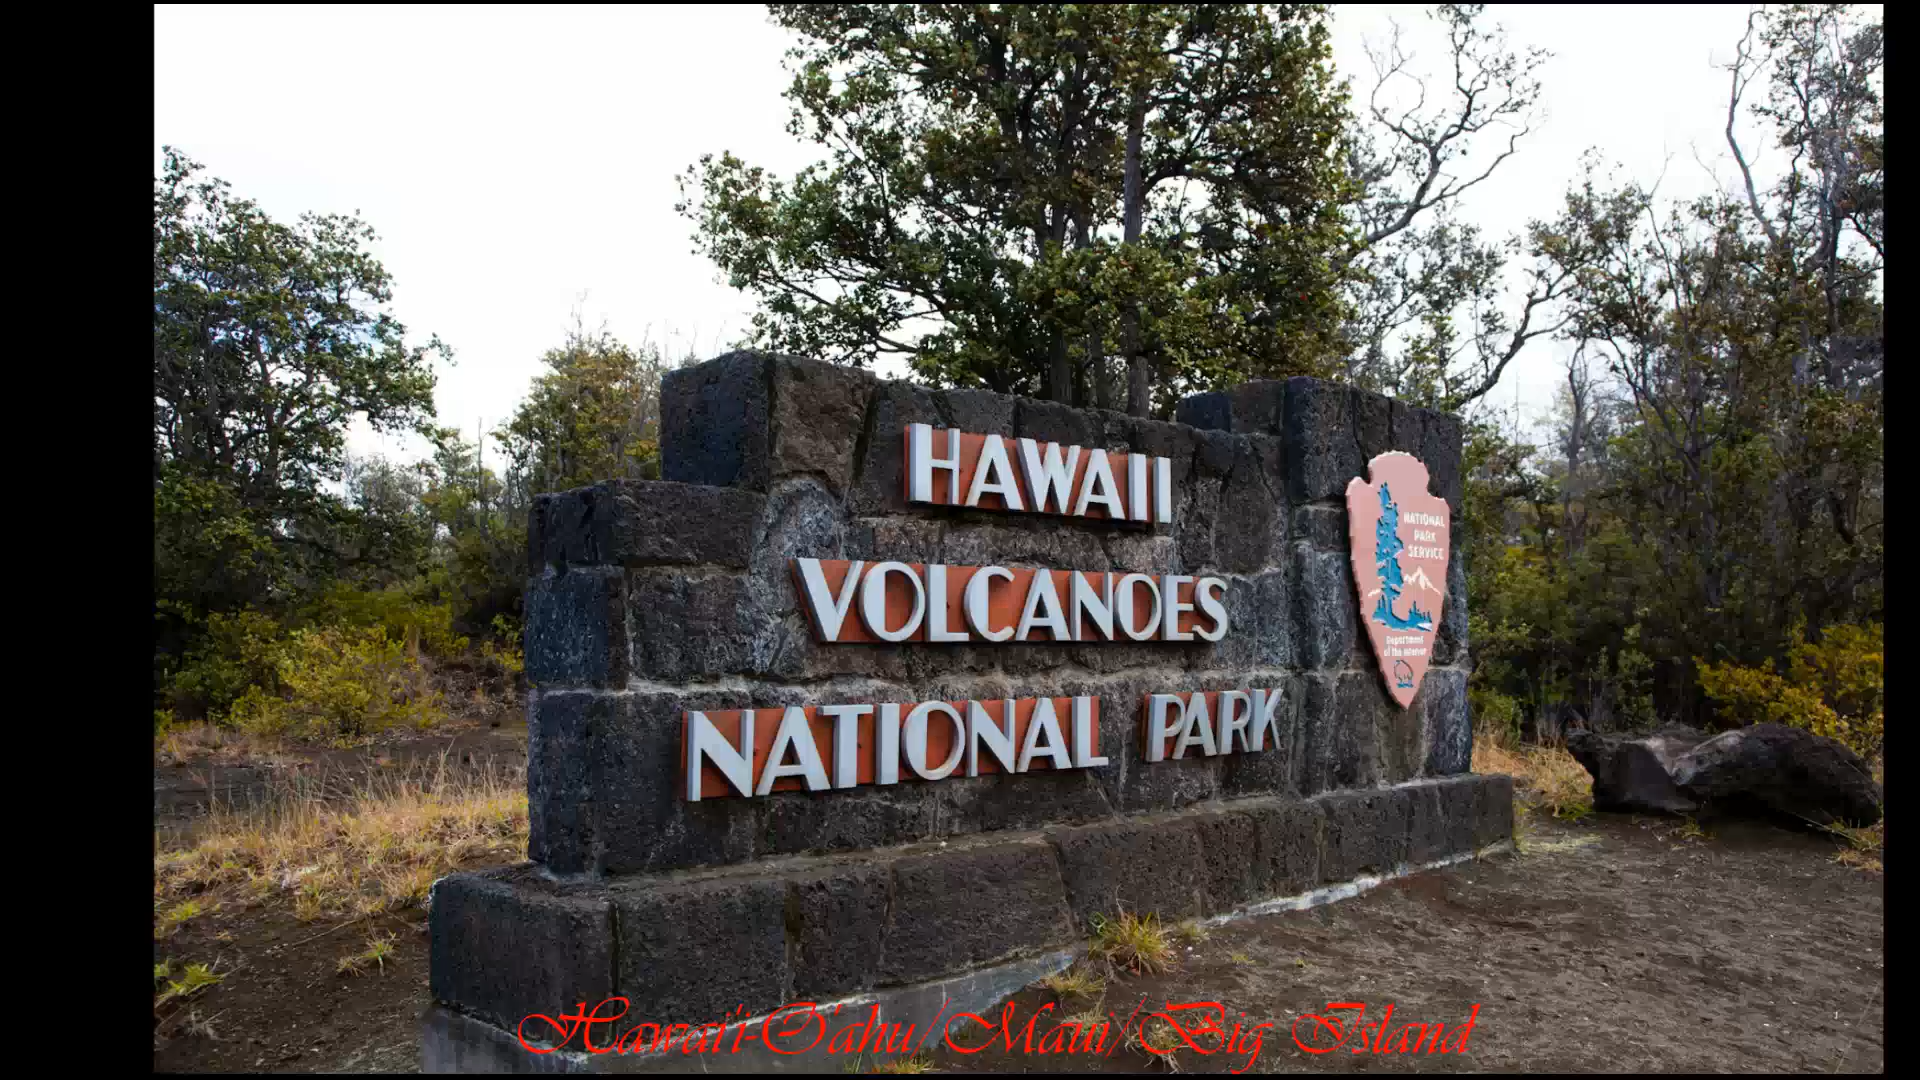 HAWAII
VOLCANOES
NATIONAL PARK
NATIONAL
PARK
SERVICE
Department
of the Interior
Hawai'i-O'ahu/Maui/Big Island